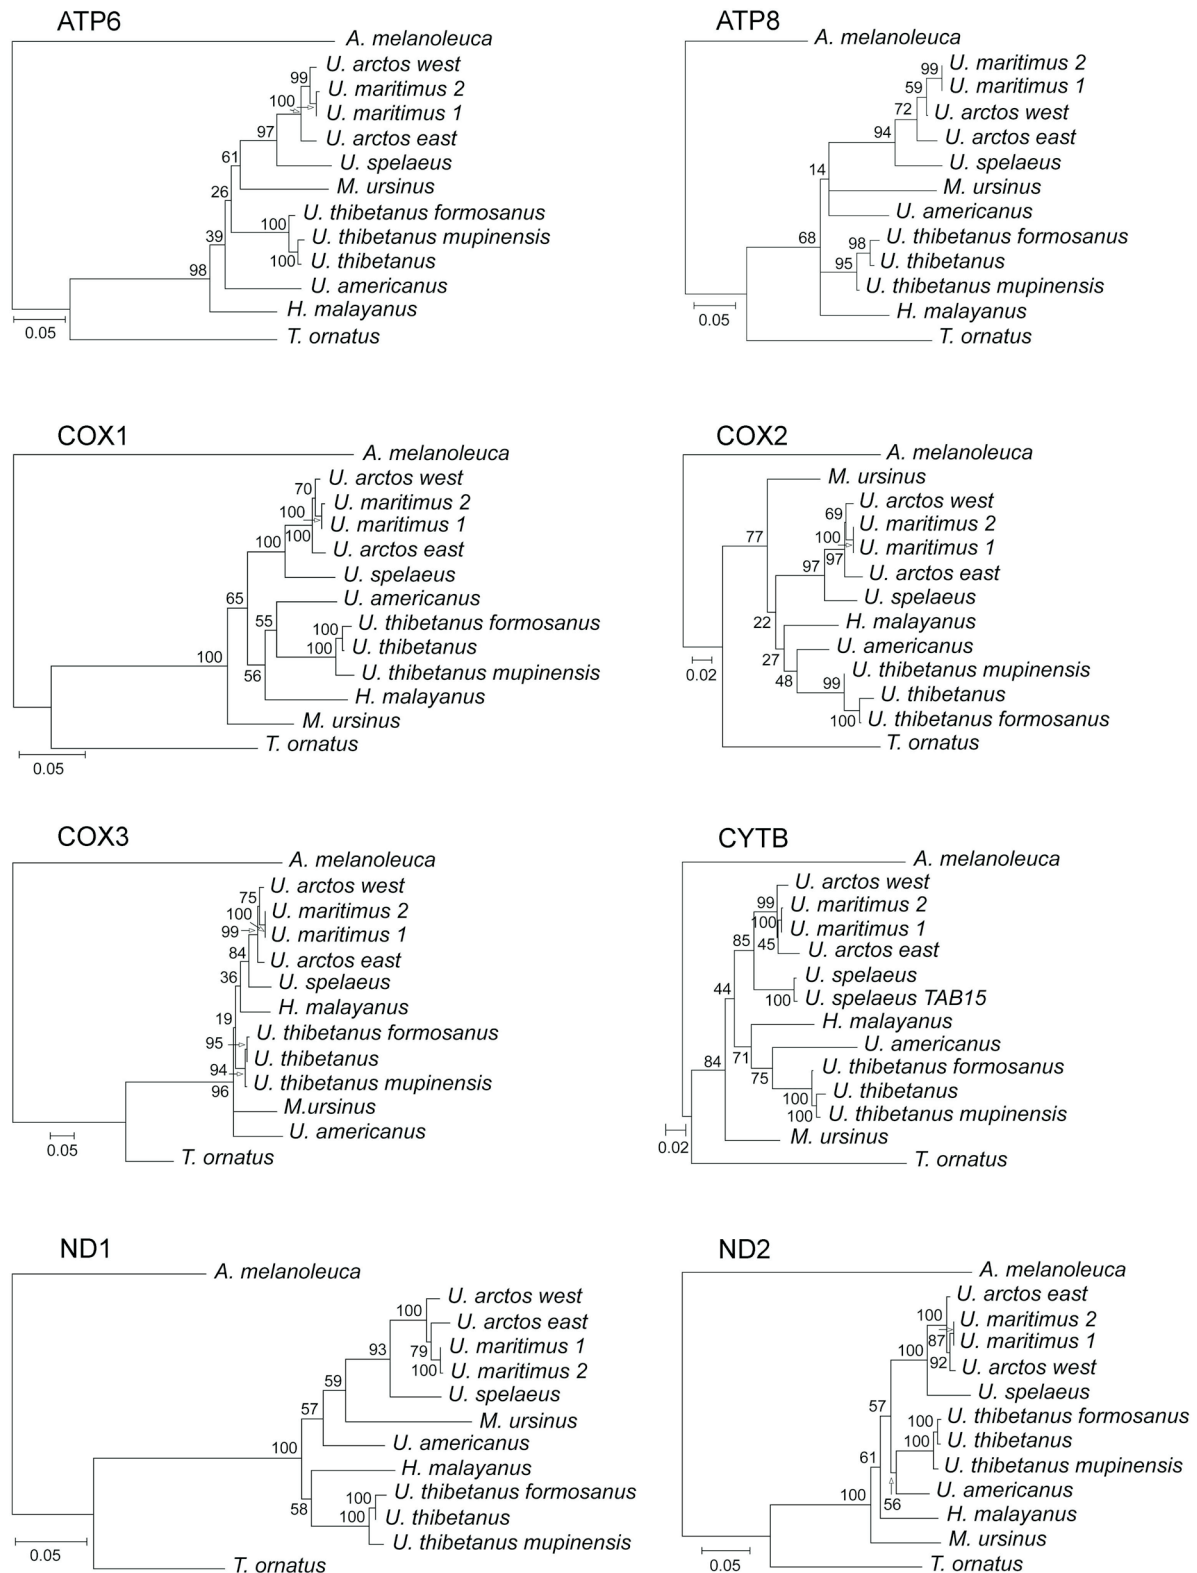 ATP6
A. melanoleuca
U. arctos west
99
U. maritimus 2
100
U. maritimus 1
97
U. arctos east
61
U. spelaeus
26
M. ursinus
U. thibetanus formosanus
100
39
U. thibetanus mupinensis
100
U. thibetanus
98
U. americanus
H. malayanus
0.05
T. ornatus
ATP8
A. melanoleuca
99
U. maritimus 2
59
U. maritimus 1
72
U. arctos west
94
U. arctos east
U. spelaeus
14
M. ursinus
U. americanus
68
98
U. thibetanus formosanus
95
U. thibetanus
U. thibetanus mupinensis
H. malayanus
0.05
T. ornatus
COX1
A. melanoleuca
U. arctos west
70
U. maritimus 2
100
U. maritimus 1
100
100
U. arctos east
U. spelaeus
65
U. americanus
55
100
U. thibetanus formosanus
100
U. thibetanus
100
56
U. thibetanus mupinensis
H. malayanus
M. ursinus
T. ornatus
0.05
COX2
A. melanoleuca
M. ursinus
U. arctos west
69
U. maritimus 2
77
100
U. maritimus 1
97
97
U. arctos east
U. spelaeus
22
H. malayanus
U. americanus
27
U. thibetanus mupinensis
0.02
48
99
U. thibetanus
100
U. thibetanus formosanus
T. ornatus
COX3
A. melanoleuca
U. arctos west
75
U. maritimus 2
100
99
U. maritimus 1
84
U. arctos east
36
U. spelaeus
H. malayanus
19
U. thibetanus formosanus
95
U. thibetanus
94
U. thibetanus mupinensis
96
M.ursinus
U. americanus
0.05
T. ornatus
CYTB
A. melanoleuca
U. arctos west
99
U. maritimus 2
100
U. maritimus 1
85
45
U. arctos east
U. spelaeus
44
100
U. spelaeus TAB15
H. malayanus
U. americanus
84
71
75
U. thibetanus formosanus
U. thibetanus
100
100
U. thibetanus mupinensis
M. ursinus
0.02
T. ornatus
ND1
A. melanoleuca
U. arctos west
100
U. arctos east
93
79
U. maritimus 1
100
U. maritimus 2
59
U. spelaeus
57
M. ursinus
U. americanus
100
H. malayanus
58
100
U. thibetanus formosanus
100
U. thibetanus
U. thibetanus mupinensis
0.05
T. ornatus
ND2
A. melanoleuca
U. arctos east
100
U. maritimus 2
87
U. maritimus 1
100
92
U. arctos west
U. spelaeus
57
100
U. thibetanus formosanus
100
U. thibetanus
61
U. thibetanus mupinensis
100
56
U. americanus
H. malayanus
M. ursinus
0.05
T. ornatus